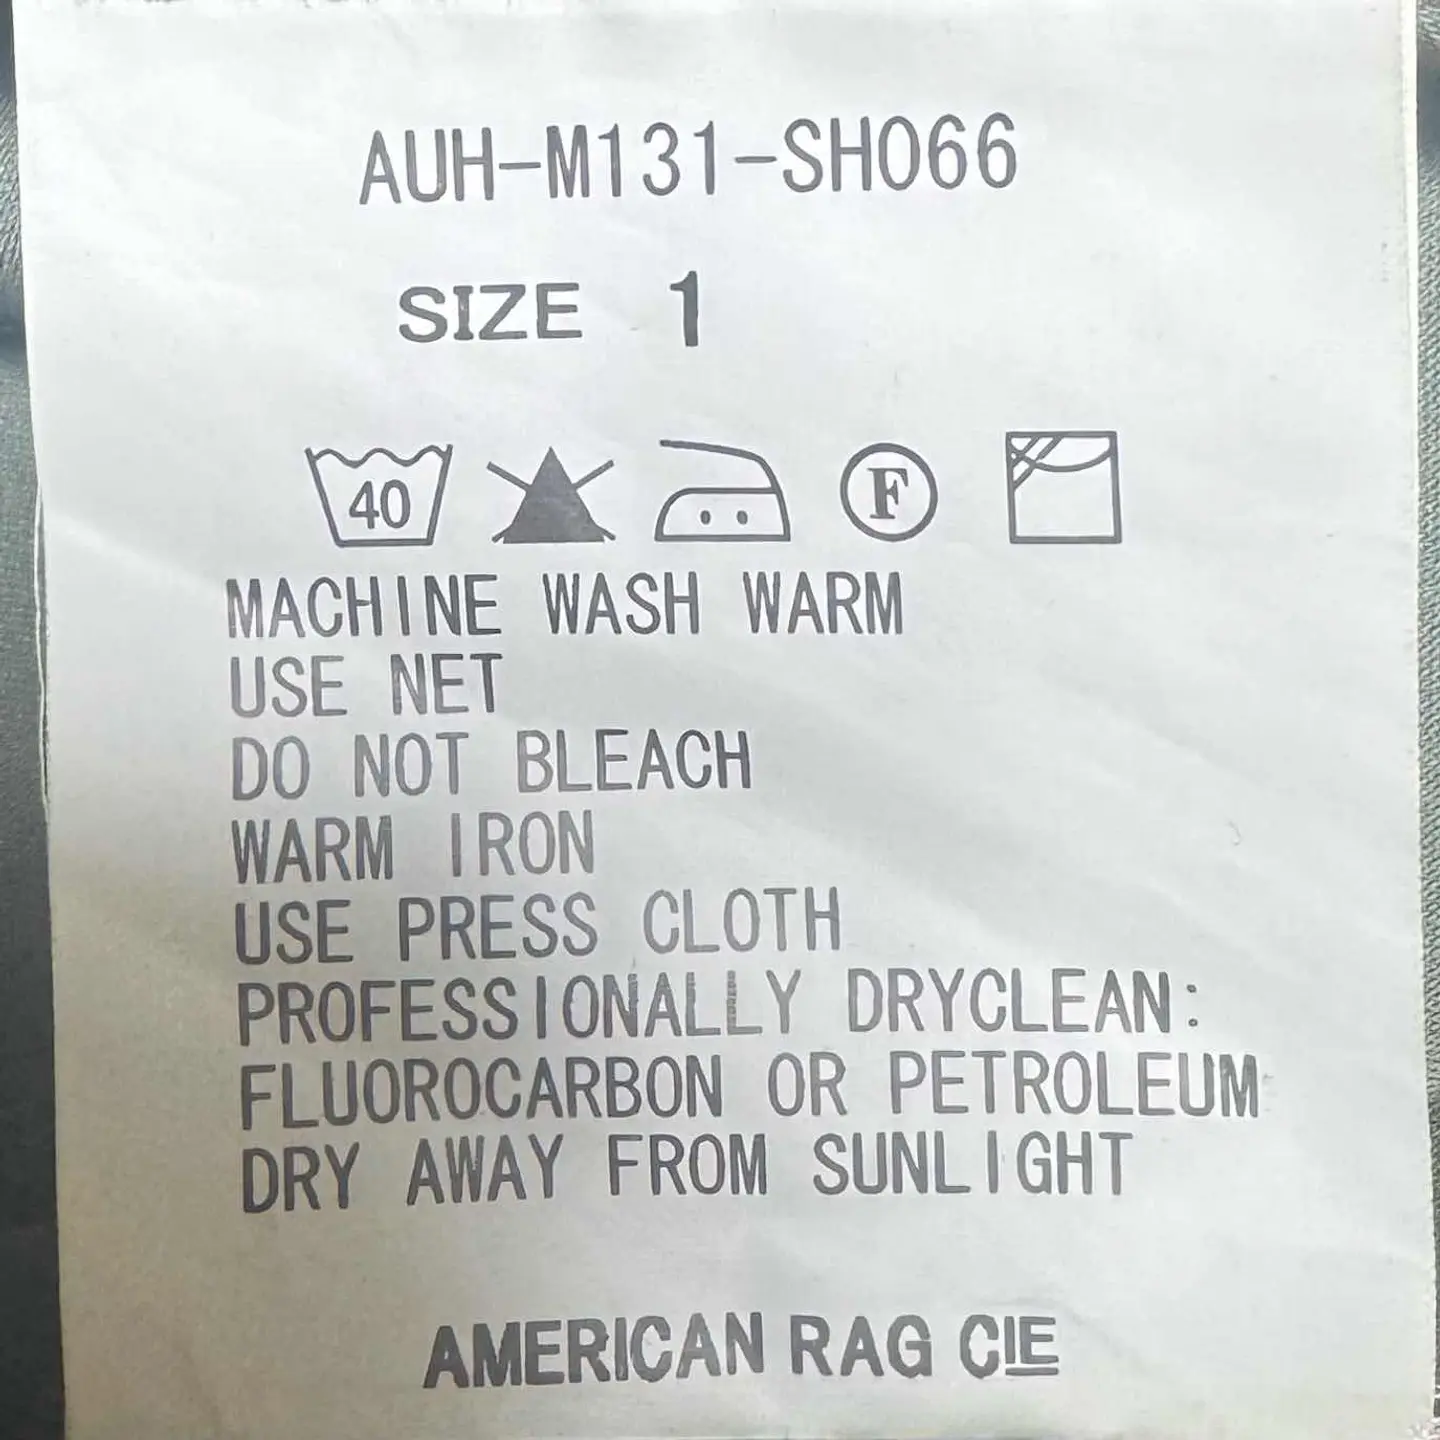 AUH-M131-SH066
SIZE 1
40 F
MACHINE WASH WARM
USE NET
DO NOT BLEACH
WARM IRON
USE PRESS CLOTH
PROFESSIONALLY DRYCLEAN:
FLUOROCARBON OR PETROLEUM
DRY AWAY FROM SUNLIGHT
AMERICAN RAG CIE